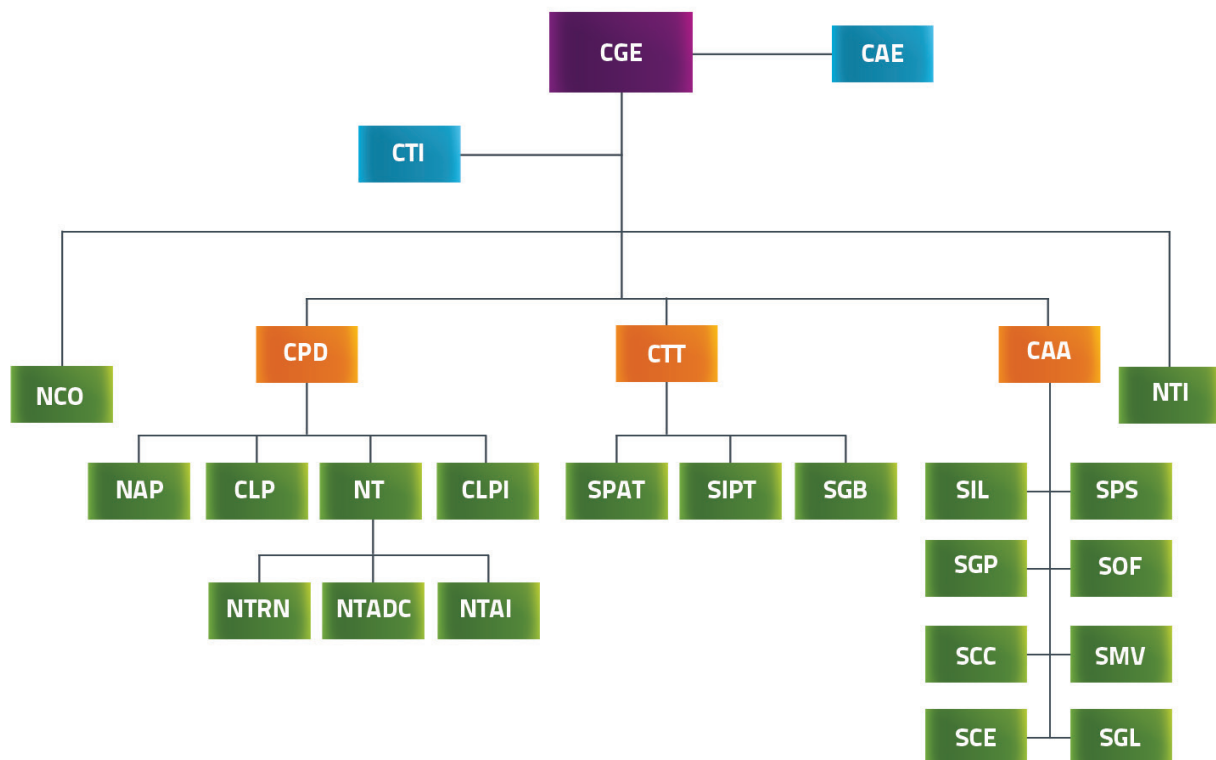 CGE
CAE
CTI
CPD
CTT
CAA
NCO
NTI
NAP
CLP
NT
CLPI
SPAT
SIPT
SGB
SIL
SPS
SGP
SOF
NTRN
NTADC
NTAI
SCC
SMV
SCE
SGL